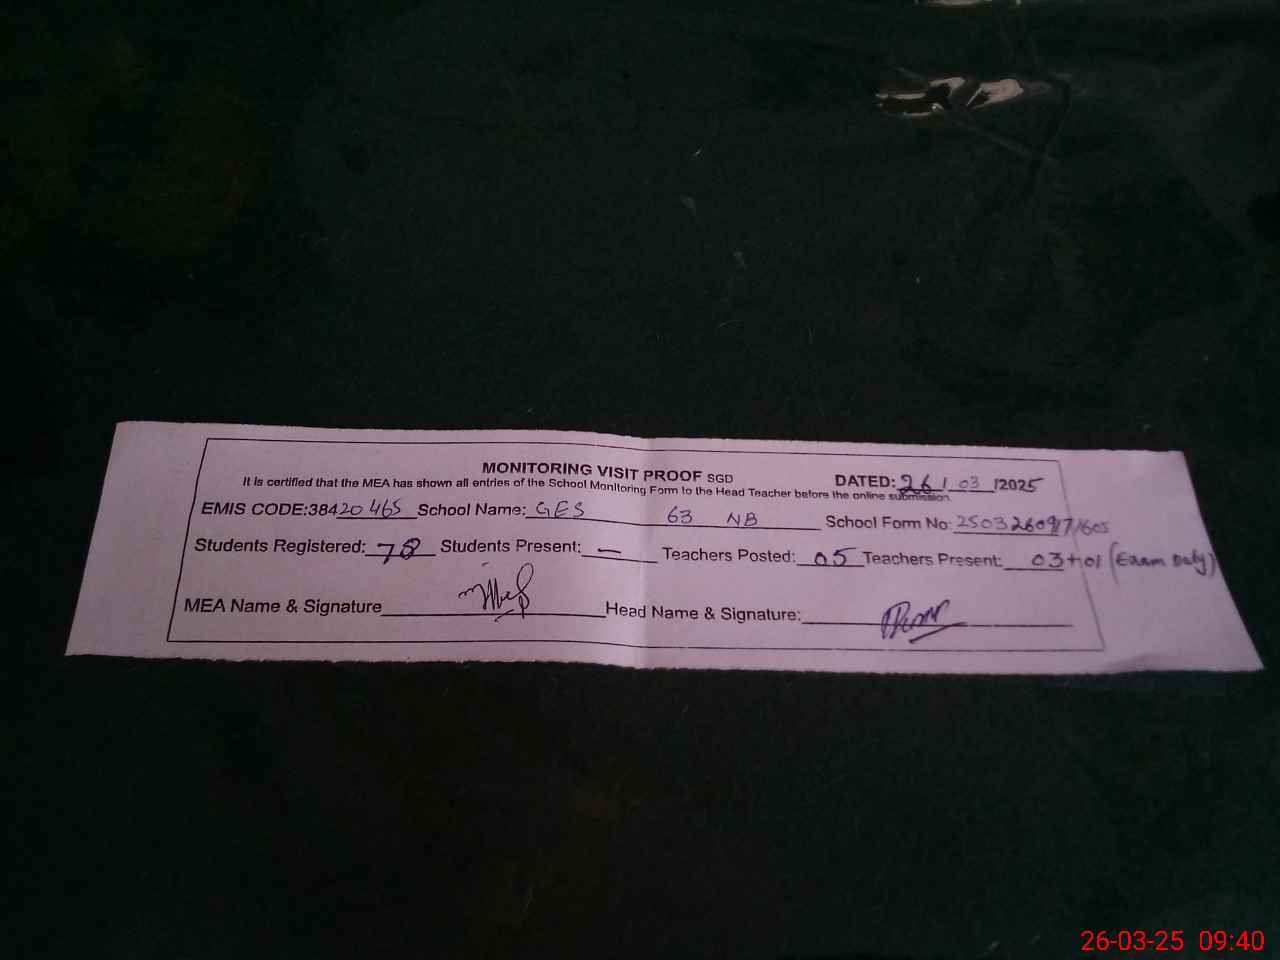 MONITORING VISIT PROOF SGD DATED: 26/03/2025
It is certified that the MEA has shown all entries of the School Monitoring Form to the Head Teacher before the online submission
EMIS CODE:38420465 School Name: GES 63 NB School Form No: 2503260917/605
Students Registered: 78 Students Present: — Teachers Posted: 05 Teachers Present: 03+01 (Exam Duty)
MEA Name & Signature Head Name & Signature:
26-03-25 09:40